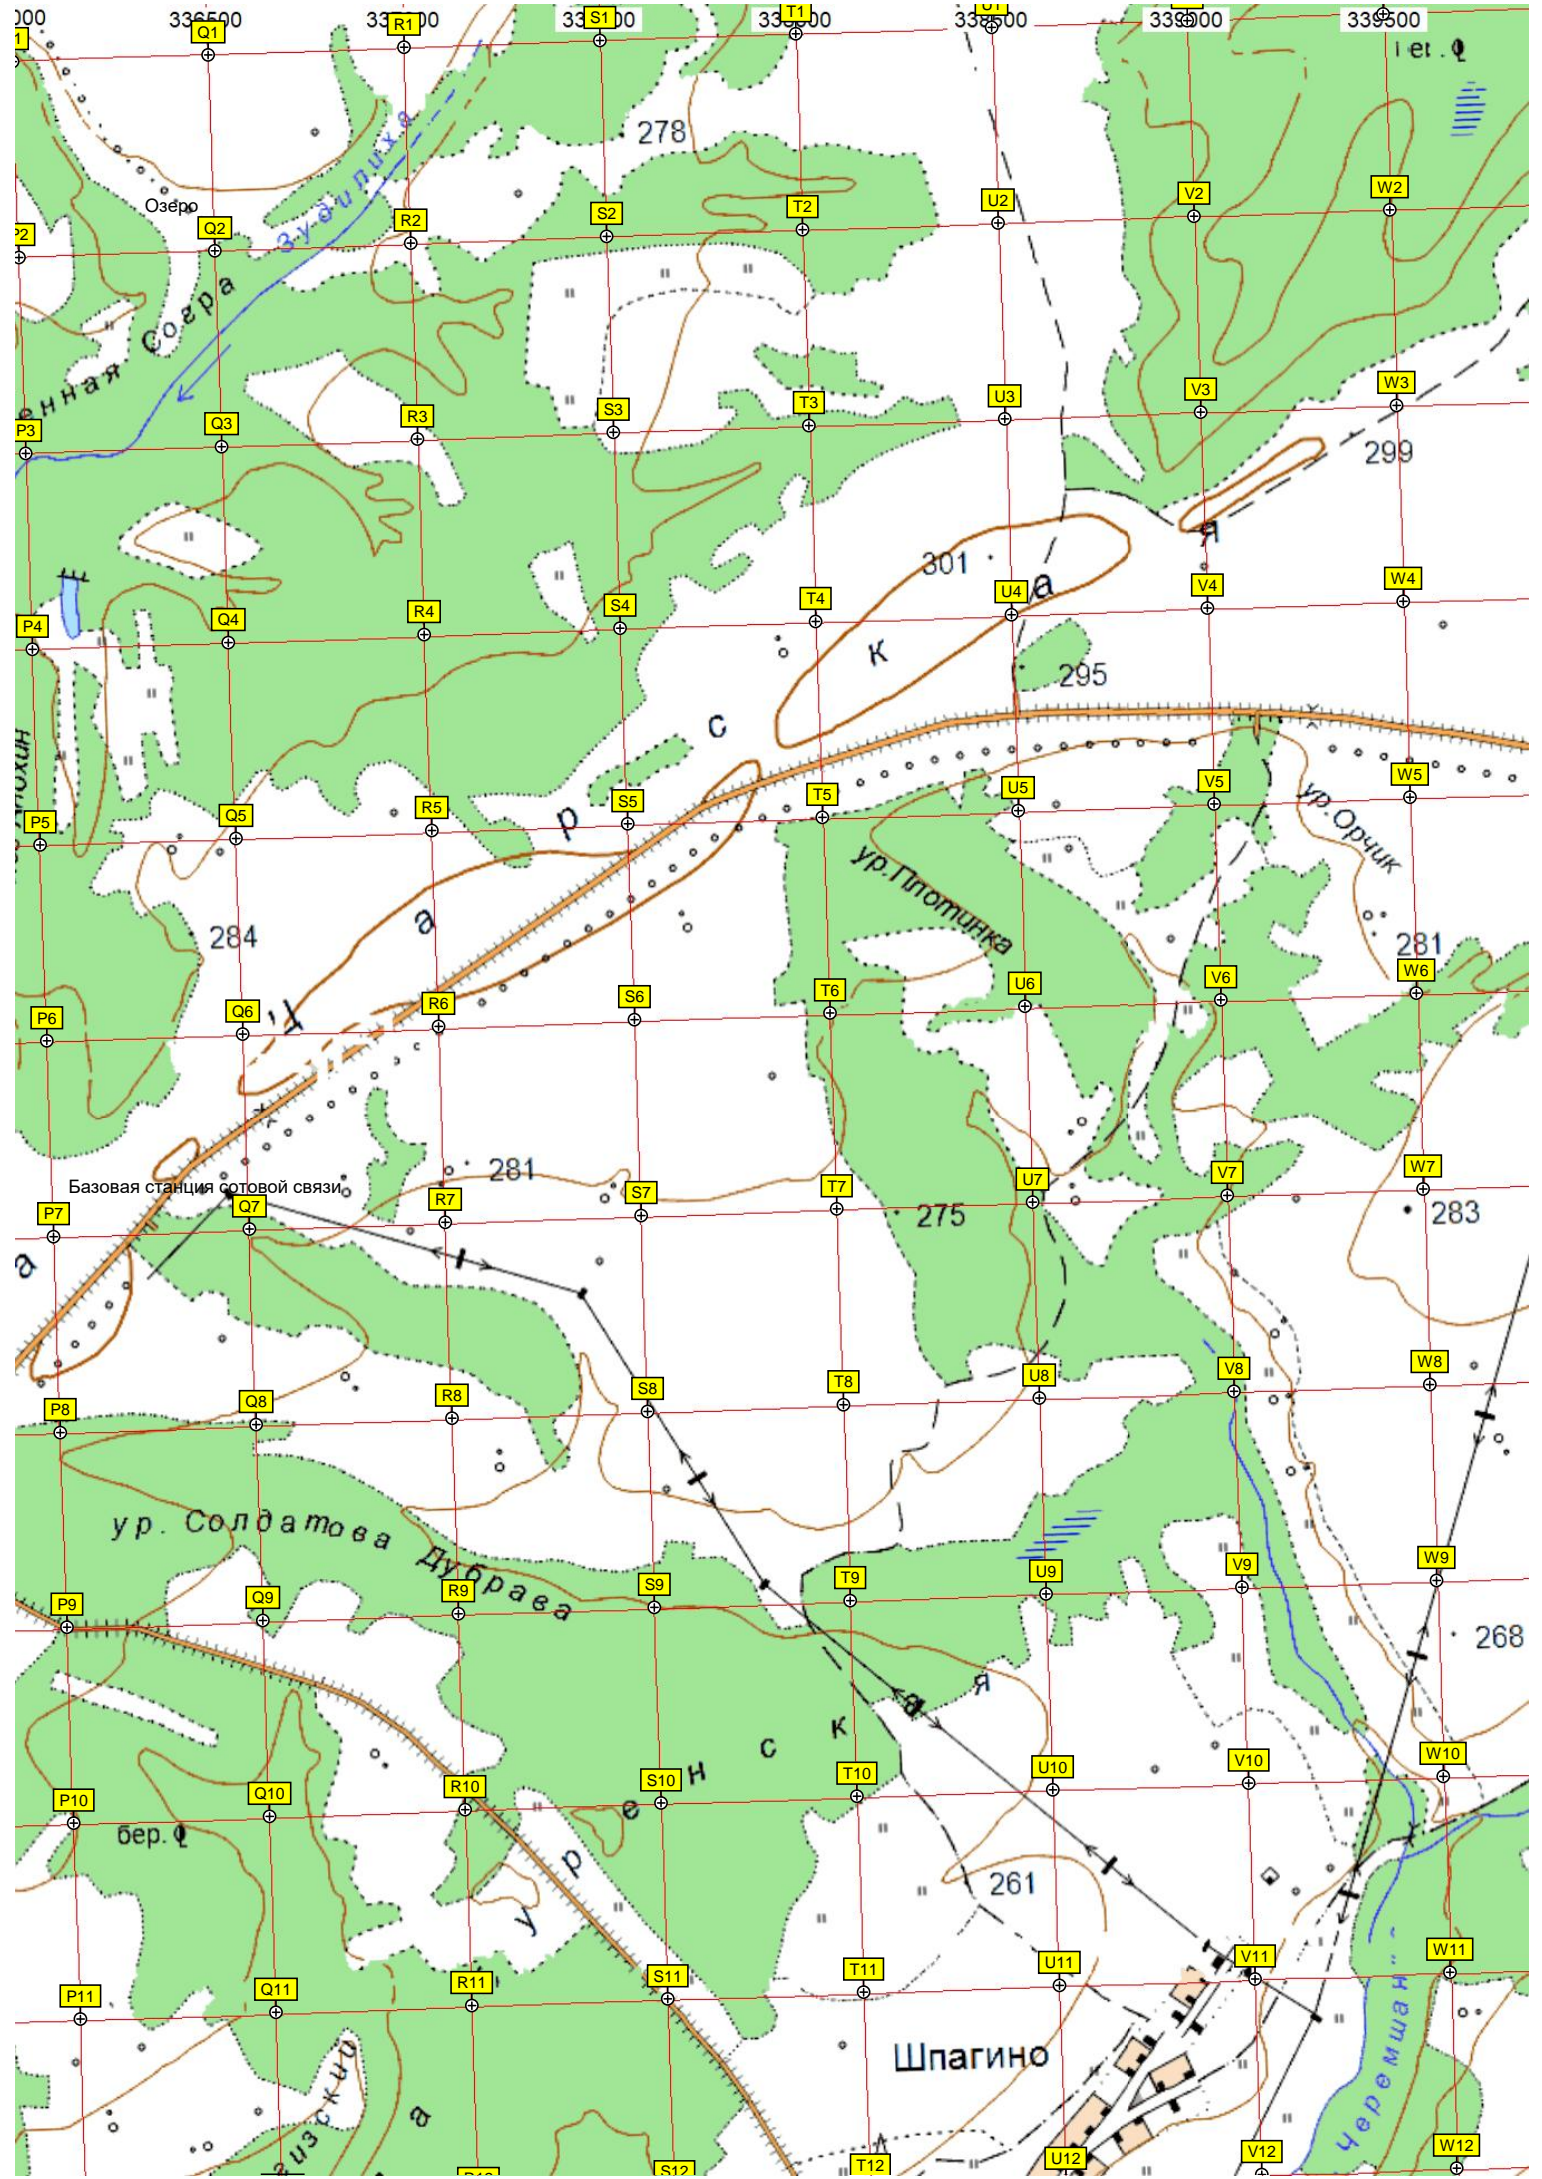 336500 337000 338500 339000 339500
Q1 R1 S1 T1 U1
278
Зудилиха
Озеро
P2 Q2 R2 S2 T2 U2 V2 W2
Согра
енная
P3 Q3 R3 S3 T3 U3 V3 W3
299
301
P4 Q4 R4 S4 T4 U4 V4 W4
295
P5 Q5 R5 S5 T5 U5 V5 W5
ур.Орчик
ур.Плотинка
284
281
P6 Q6 R6 S6 T6 U6 V6 W6
281
Базовая станция сотовой связи
P7 Q7 R7 S7 T7 U7 V7 W7
275
283
P8 Q8 R8 S8 T8 U8 V8 W8
ур. Солдатова
Дубрава
P9 Q9 R9 S9 T9 U9 V9 W9
268
P10 Q10 R10 S10 T10 U10 V10 W10
бер.
261
P11 Q11 R11 S11 T11 U11 V11 W11
Шпагино
Черемшан
S12 T12 U12 V12 W12